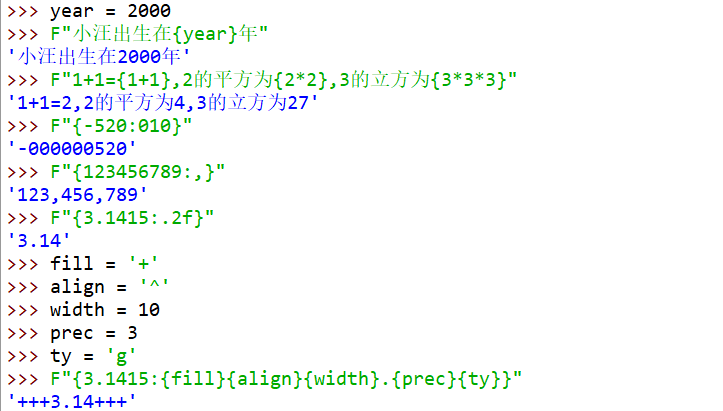 >>> year = 2000
>>> F"小汪出生在{year}年"
'小汪出生在2000年'
>>> F"1+1={1+1},2的平方为{2*2},3的立方为{3*3*3}"
'1+1=2,2的平方为4,3的立方为27'
>>> F"{-520:010}"
'-000000520'
>>> F"{123456789:,}"
'123,456,789'
>>> F"{3.1415:.2f}"
'3.14'
>>> fill = '+'
>>> align = '^'
>>> width = 10
>>> prec = 3
>>> ty = 'g'
>>> F"{3.1415:{fill}{align}{width}.{prec}{ty}}"
'+++3.14+++'